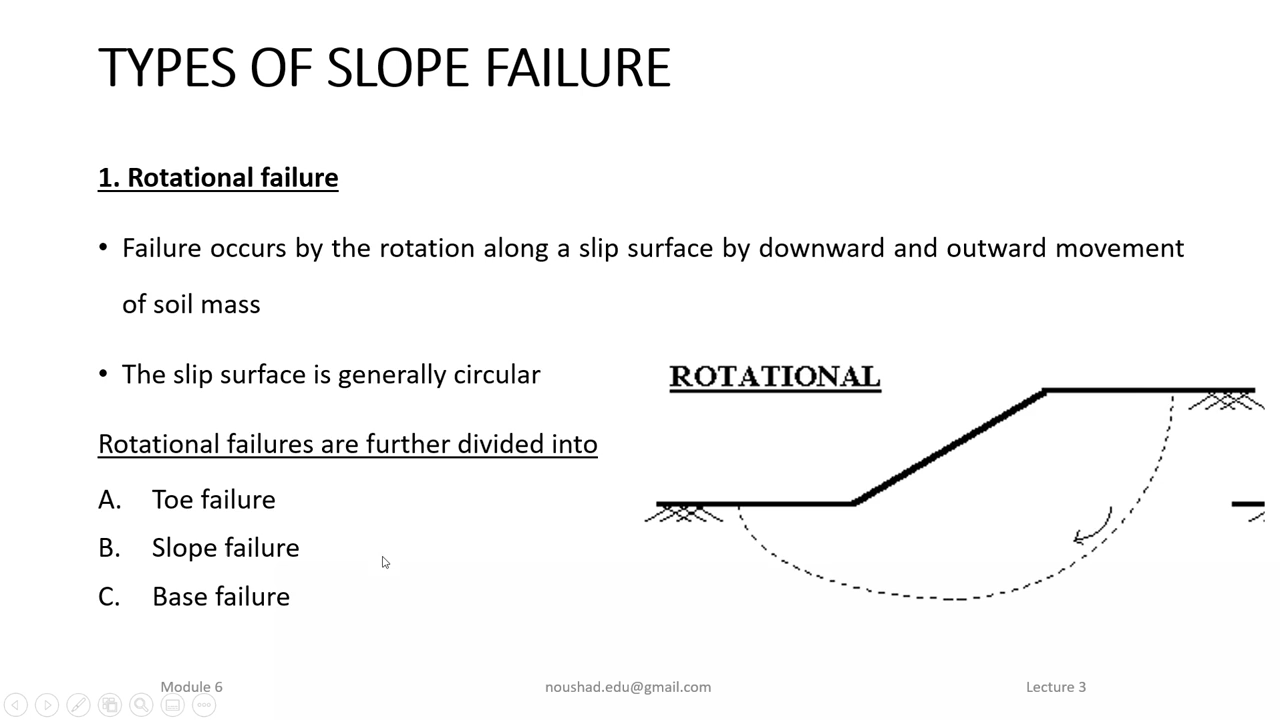 TYPES OF SLOPE FAILURE
1. Rotational failure
• Failure occurs by the rotation along a slip surface by downward and outward movement
of soil mass
• The slip surface is generally circular
ROTATIONAL
Rotational failures are further divided into
A. Toe failure
B. Slope failure
C. Base failure
Module 6
noushad.edu@gmail.com
Lecture 3